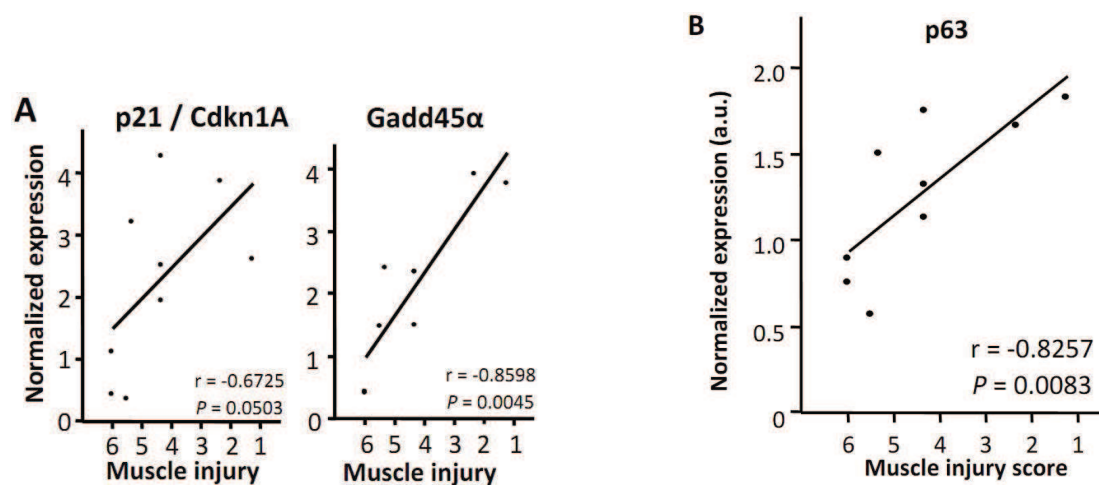 A
p21 / Cdkn1A
Normalized expression
4
3
2
1
0
r = -0.6725
P = 0.0503
6 5 4 3 2 1
Muscle injury
Gadd45α
4
3
2
1
0
r = -0.8598
P = 0.0045
6 5 4 3 2 1
Muscle injury
B
p63
Normalized expression (a.u.)
2.0
1.5
1.0
0.5
0
r = -0.8257
P = 0.0083
6 5 4 3 2 1
Muscle injury score